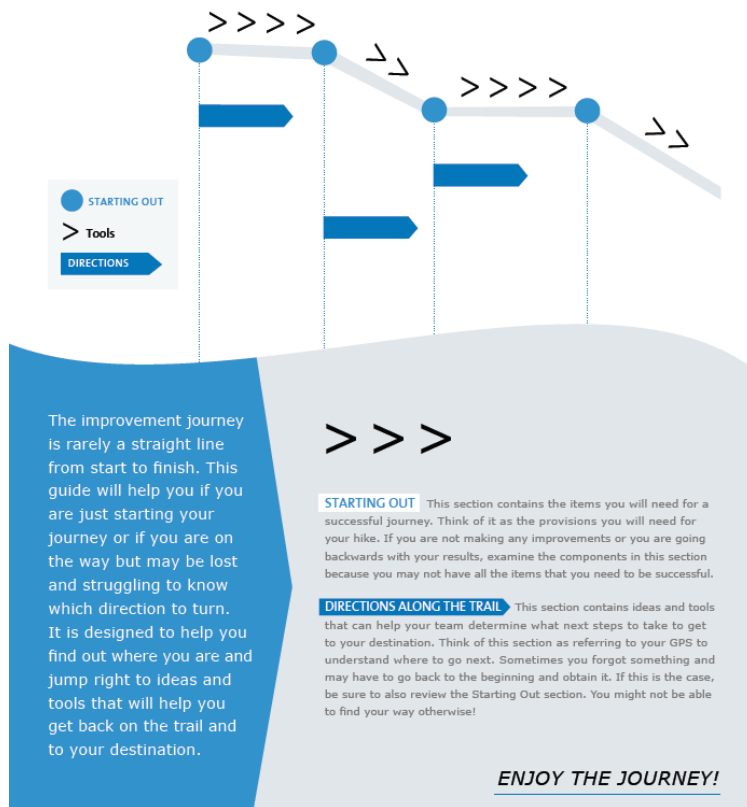 > > > >
> >
> > > >
> >
STARTING OUT
> Tools
DIRECTIONS
The improvement journey
is rarely a straight line
from start to finish. This
guide will help you if you
are just starting your
journey or if you are on
the way but may be lost
and struggling to know
which direction to turn.
It is designed to help you
find out where you are and
jump right to ideas and
tools that will help you
get back on the trail and
to your destination.
> > >
STARTING OUT This section contains the items you will need for a
successful journey. Think of it as the provisions you will need for
your hike. If you are not making any improvements or you are going
backwards with your results, examine the components in this section
because you may not have all the items that you need to be successful.
DIRECTIONS ALONG THE TRAIL This section contains ideas and tools
that can help your team determine what next steps to take to get
to your destination. Think of this section as referring to your GPS to
understand where to go next. Sometimes you forgot something and
may have to go back to the beginning and obtain it. If this is the case,
be sure to also review the Starting Out section. You might not be able
to find your way otherwise!
ENJOY THE JOURNEY!